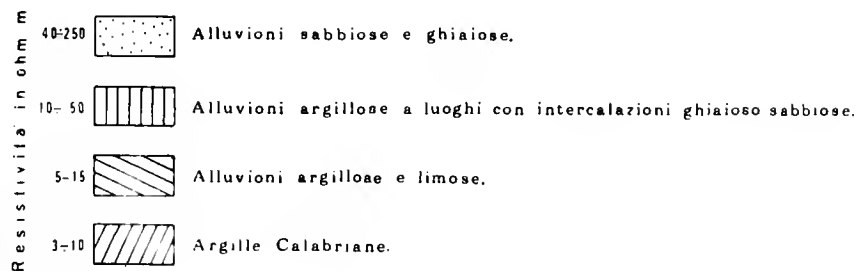 Resistività in ohm m
40÷250 Alluvioni sabbiose e ghiaiose.
10÷50 Alluvioni argillose a luoghi con intercalazioni ghiaioso sabbiose.
5-15 Alluvioni argillose e limose.
3÷10 Argille Calabriane.